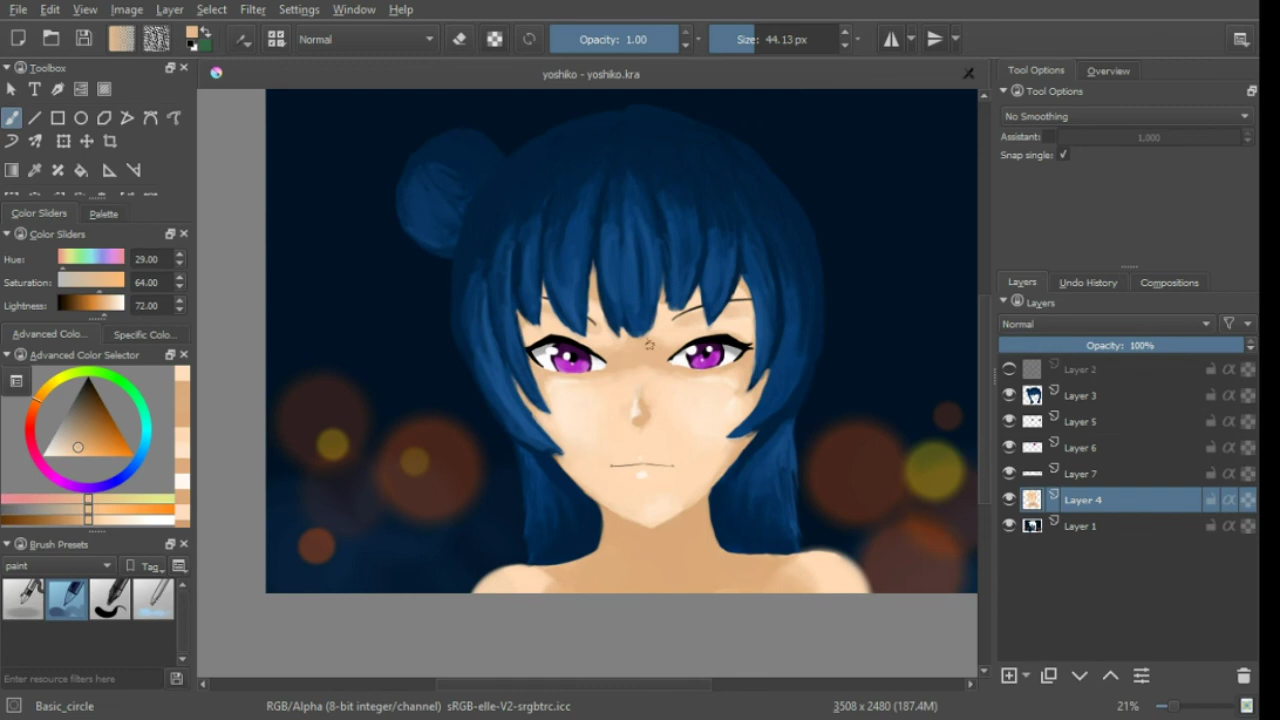 File Edit View Image Layer Select Filter Settings Window Help
Normal Opacity: 1.00 Size: 44.13 px
Toolbox
yoshiko - yoshiko.kra
Tool Options Overview
Tool Options
No Smoothing
Assistant: 1.000
Snap single:
Color Sliders Palette
Color Sliders
Hue: 29.00
Saturation: 64.00
Lightness: 72.00
Advanced Colo... Specific Colo...
Advanced Color Selector
Layers Undo History Compositions
Layers
Normal
Opacity: 100%
Layer 2
Layer 3
Layer 5
Layer 6
Layer 7
Layer 4
Layer 1
Brush Presets
paint Tag
Enter resource filters here
Basic_circle RGB/Alpha (8-bit integer/channel) sRGB-elle-V2-srgbtrc.icc 3508 x 2480 (187.4M) 21%